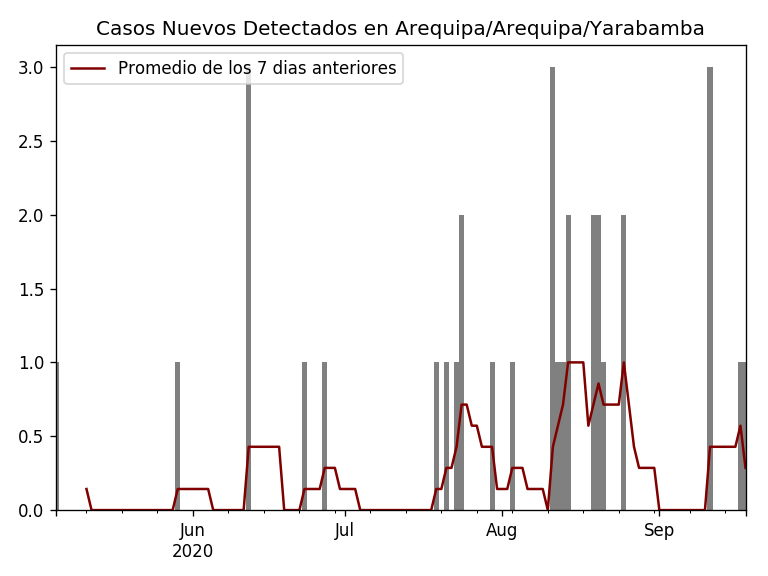 Casos Nuevos Detectados en Arequipa/Arequipa/Yarabamba
Promedio de los 7 dias anteriores
3.0
2.5
2.0
1.5
1.0
0.5
0.0
Jun Jul Aug Sep
2020